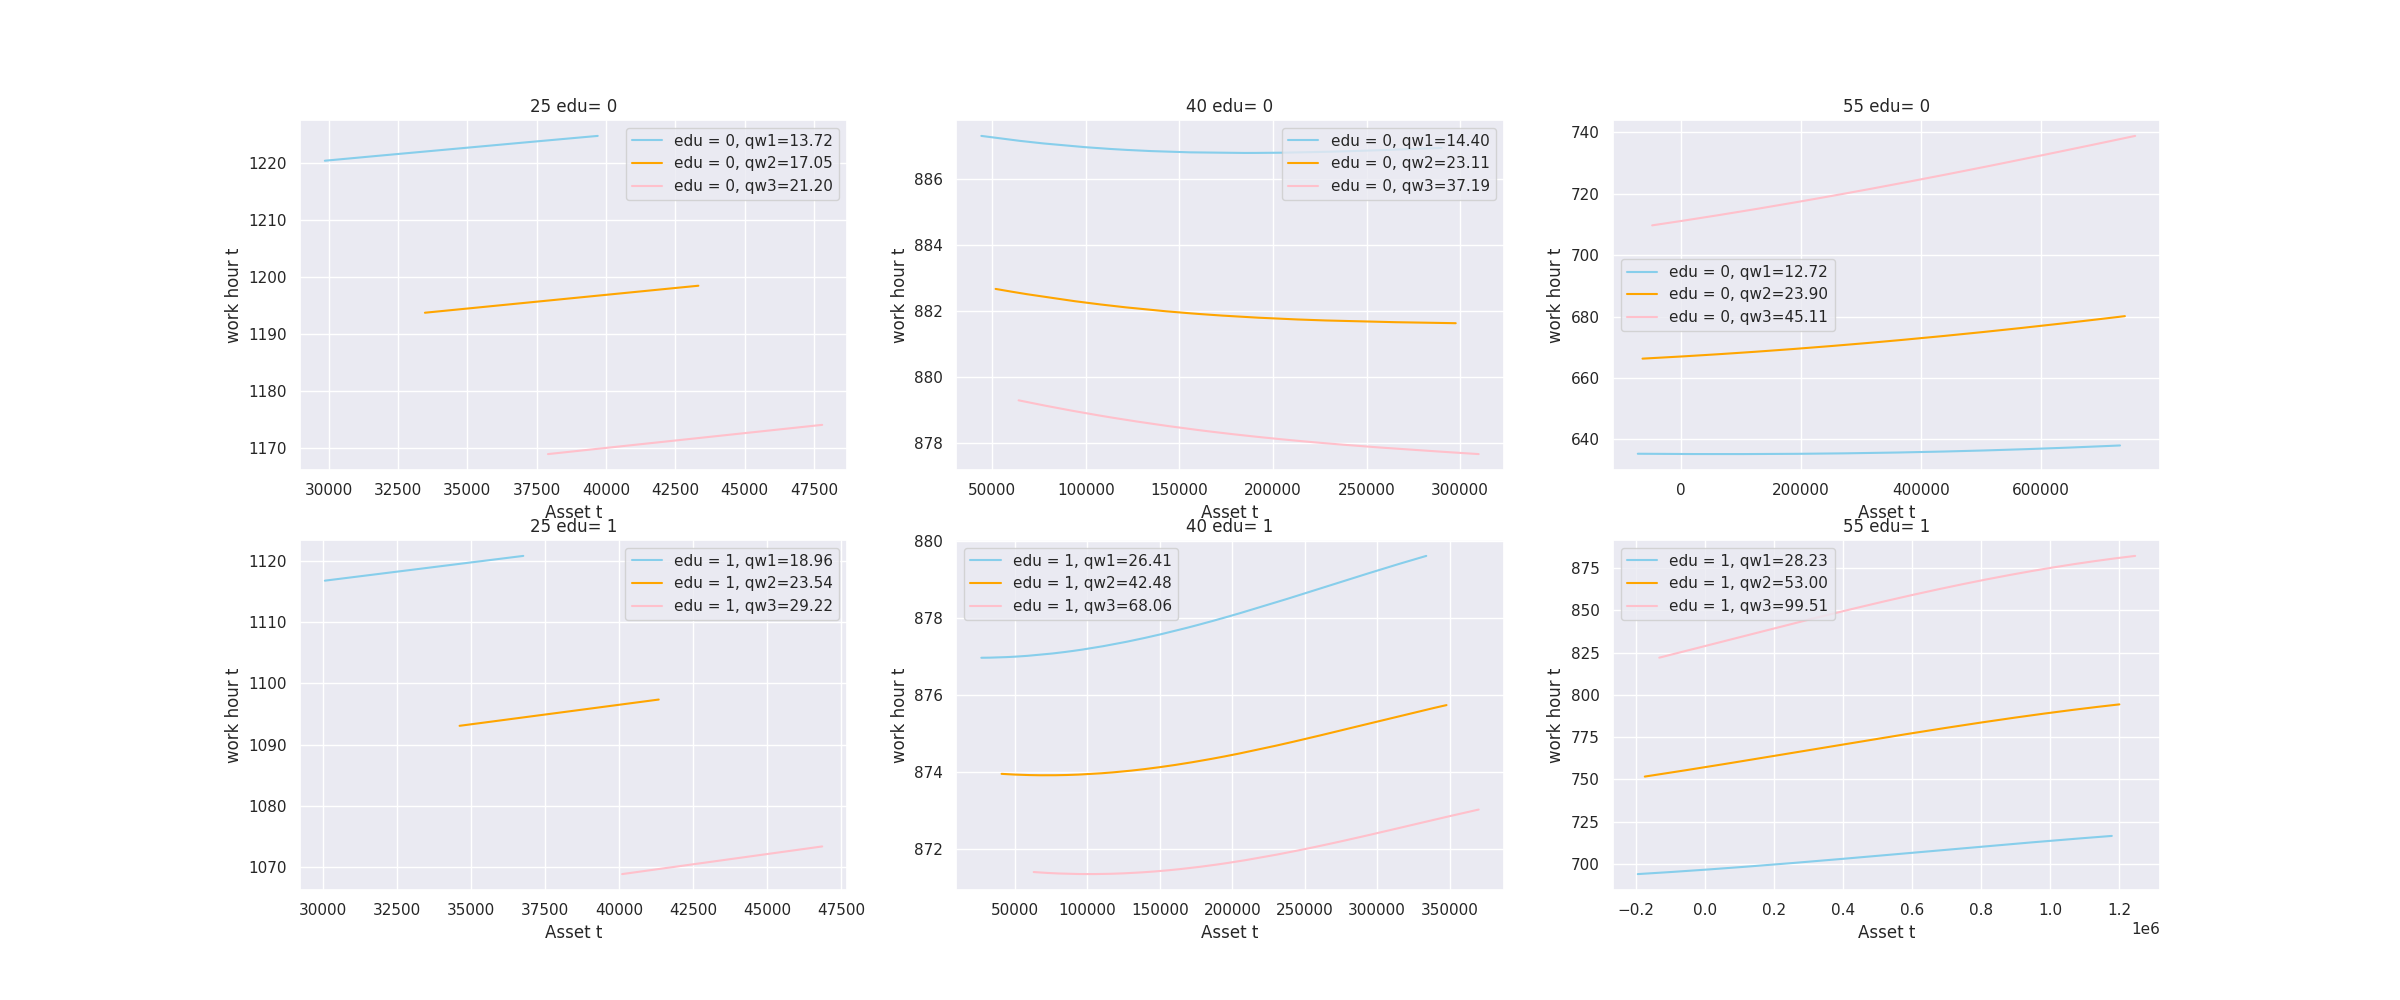 25 edu= 0
edu = 0, qw1=13.72
edu = 0, qw2=17.05
edu = 0, qw3=21.20
work hour t
1220
1210
1200
1190
1180
1170
30000 32500 35000 37500 40000 42500 45000 47500
Asset t
40 edu= 0
edu = 0, qw1=14.40
edu = 0, qw2=23.11
edu = 0, qw3=37.19
work hour t
886
884
882
880
878
50000 100000 150000 200000 250000 300000
Asset t
55 edu= 0
edu = 0, qw1=12.72
edu = 0, qw2=23.90
edu = 0, qw3=45.11
work hour t
740
720
700
680
660
640
0 200000 400000 600000
Asset t
25 edu= 1
edu = 1, qw1=18.96
edu = 1, qw2=23.54
edu = 1, qw3=29.22
work hour t
1120
1110
1100
1090
1080
1070
30000 32500 35000 37500 40000 42500 45000 47500
Asset t
40 edu= 1
edu = 1, qw1=26.41
edu = 1, qw2=42.48
edu = 1, qw3=68.06
work hour t
880
878
876
874
872
50000 100000 150000 200000 250000 300000 350000
Asset t
55 edu= 1
edu = 1, qw1=28.23
edu = 1, qw2=53.00
edu = 1, qw3=99.51
work hour t
875
850
825
800
775
750
725
700
−0.2 0.0 0.2 0.4 0.6 0.8 1.0 1.2
1e6
Asset t